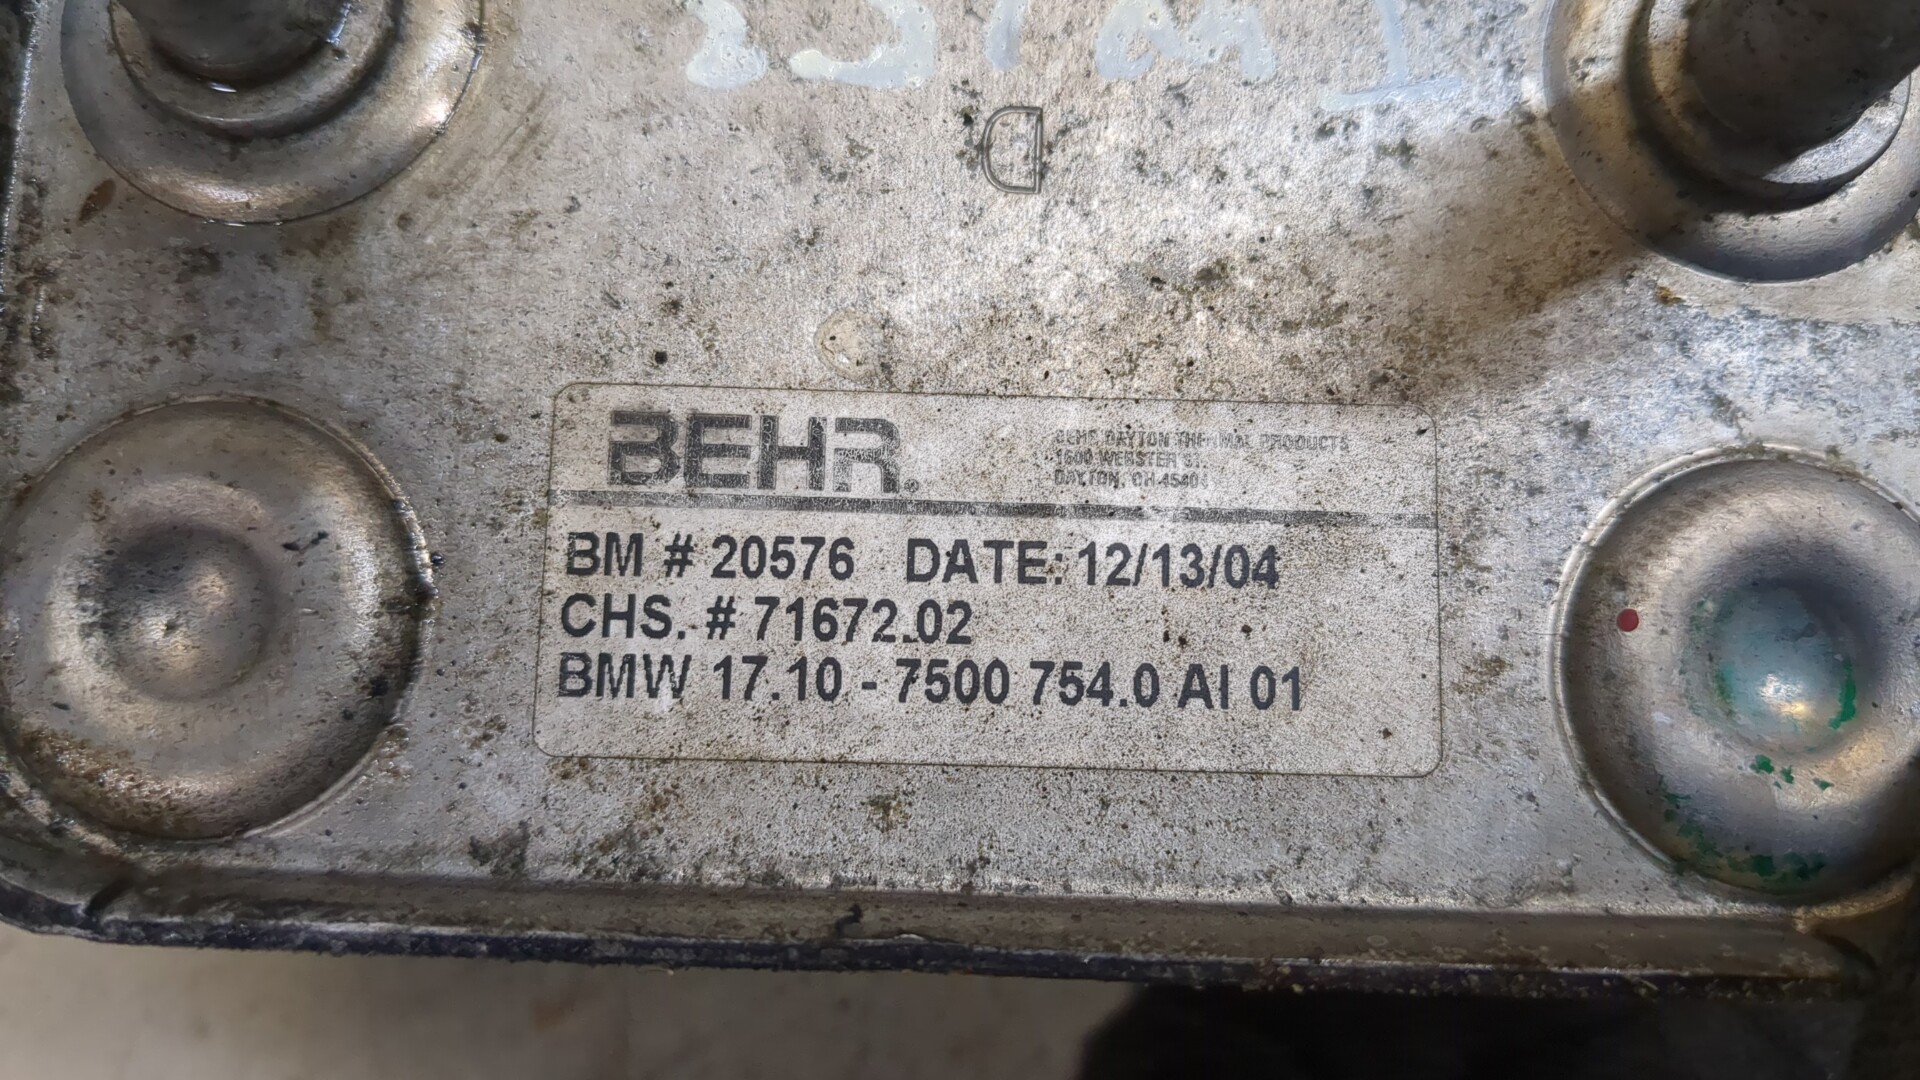 D
BEHR
BEHR DAYTON THERMAL PRODUCTS
1600 WEBSTER ST.
DAYTON, OH 45404
BM # 20576 DATE: 12/13/04
CHS. # 71672.02
BMW 17.10 - 7500 754.0 AI 01